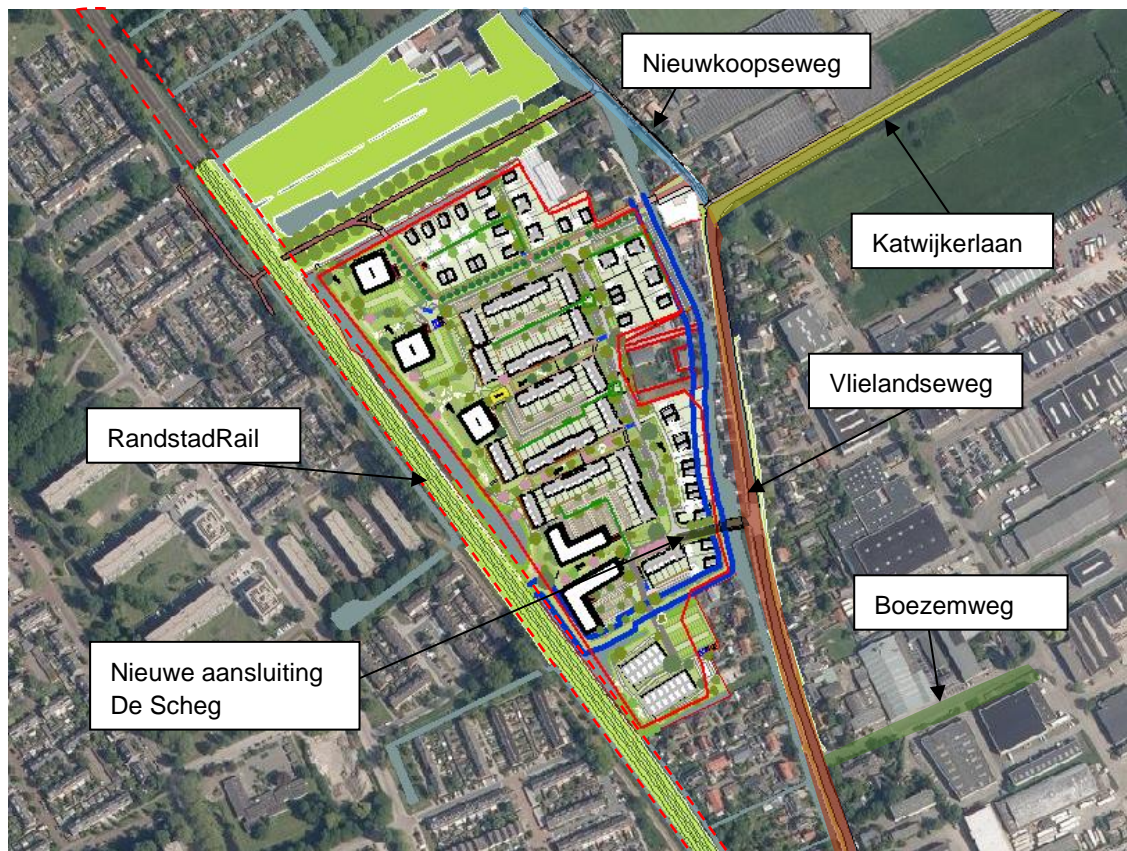 Nieuwkoopseweg
Katwijkerlaan
Vlielandseweg
RandstadRail
Boezemweg
Nieuwe aansluiting
De Scheg